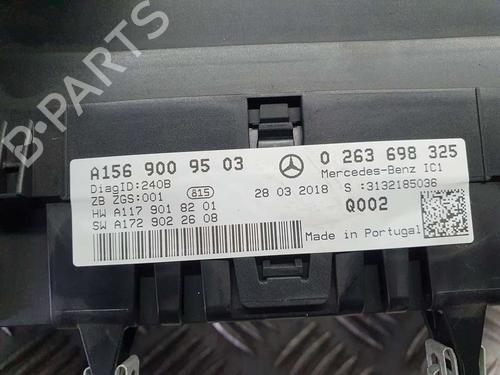 A156 900 95 03
DiagID:240B
ZB ZGS:001
815
HW A117 901 82 01
SW A172 902 26 08
28 03 2018
0 263 698 325
Mercedes-Benz IC1
S :3132185036
Q002
Made in Portugal
B-PARTS